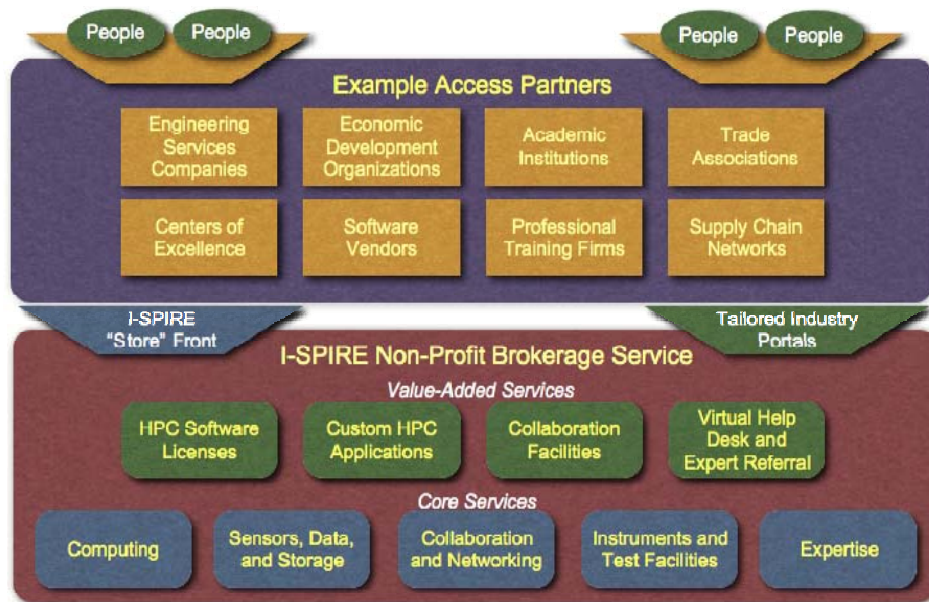 People People People People
Example Access Partners
Engineering
Services
Companies
Economic
Development
Organizations
Academic
Institutions
Trade
Associations
Centers of
Excellence
Software
Vendors
Professional
Training Firms
Supply Chain
Networks
I-SPIRE
"Store" Front
Tailored Industry
Portals
I-SPIRE Non-Profit Brokerage Service
Value-Added Services
HPC Software
Licenses
Custom HPC
Applications
Collaboration
Facilities
Virtual Help
Desk and
Expert Referral
Core Services
Computing
Sensors, Data,
and Storage
Collaboration
and Networking
Instruments and
Test Facilities
Expertise